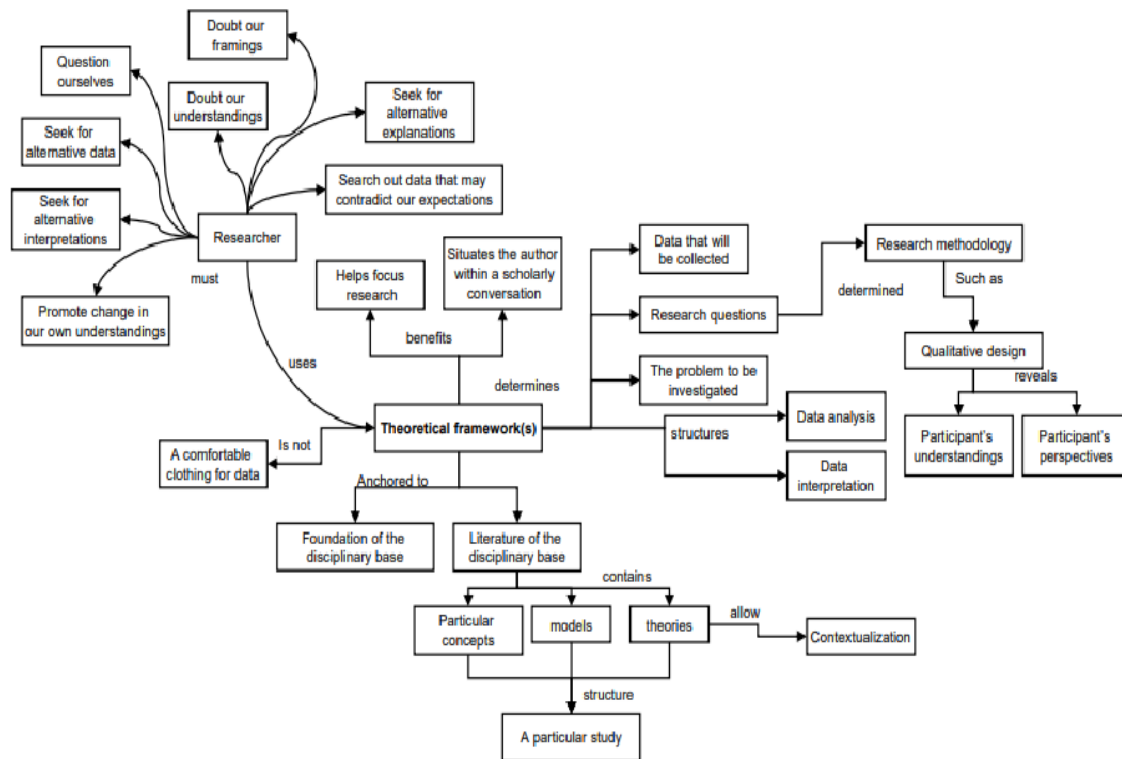 Doubt our
framings
Question
ourselves
Doubt our
understandings
Seek for
alternative
explanations
Seek for
alternative data
Search out data that may
contradict our expectations
Seek for
alternative
interpretations
Researcher
must
Promote change in
our own understandings
uses
Helps focus
research
Situates the author
within a scholarly
conversation
benefits
Data that will
be collected
Research questions
determined
Research methodology
Such as
Qualitative design
reveals
Participant's
understandings
Participant's
perspectives
The problem to be
investigated
determines
Theoretical framework(s)
structures
Data analysis
Data
interpretation
Is not
A comfortable
clothing for data
Anchored to
Foundation of the
disciplinary base
Literature of the
disciplinary base
contains
Particular
concepts
models
theories
allow
Contextualization
structure
A particular study